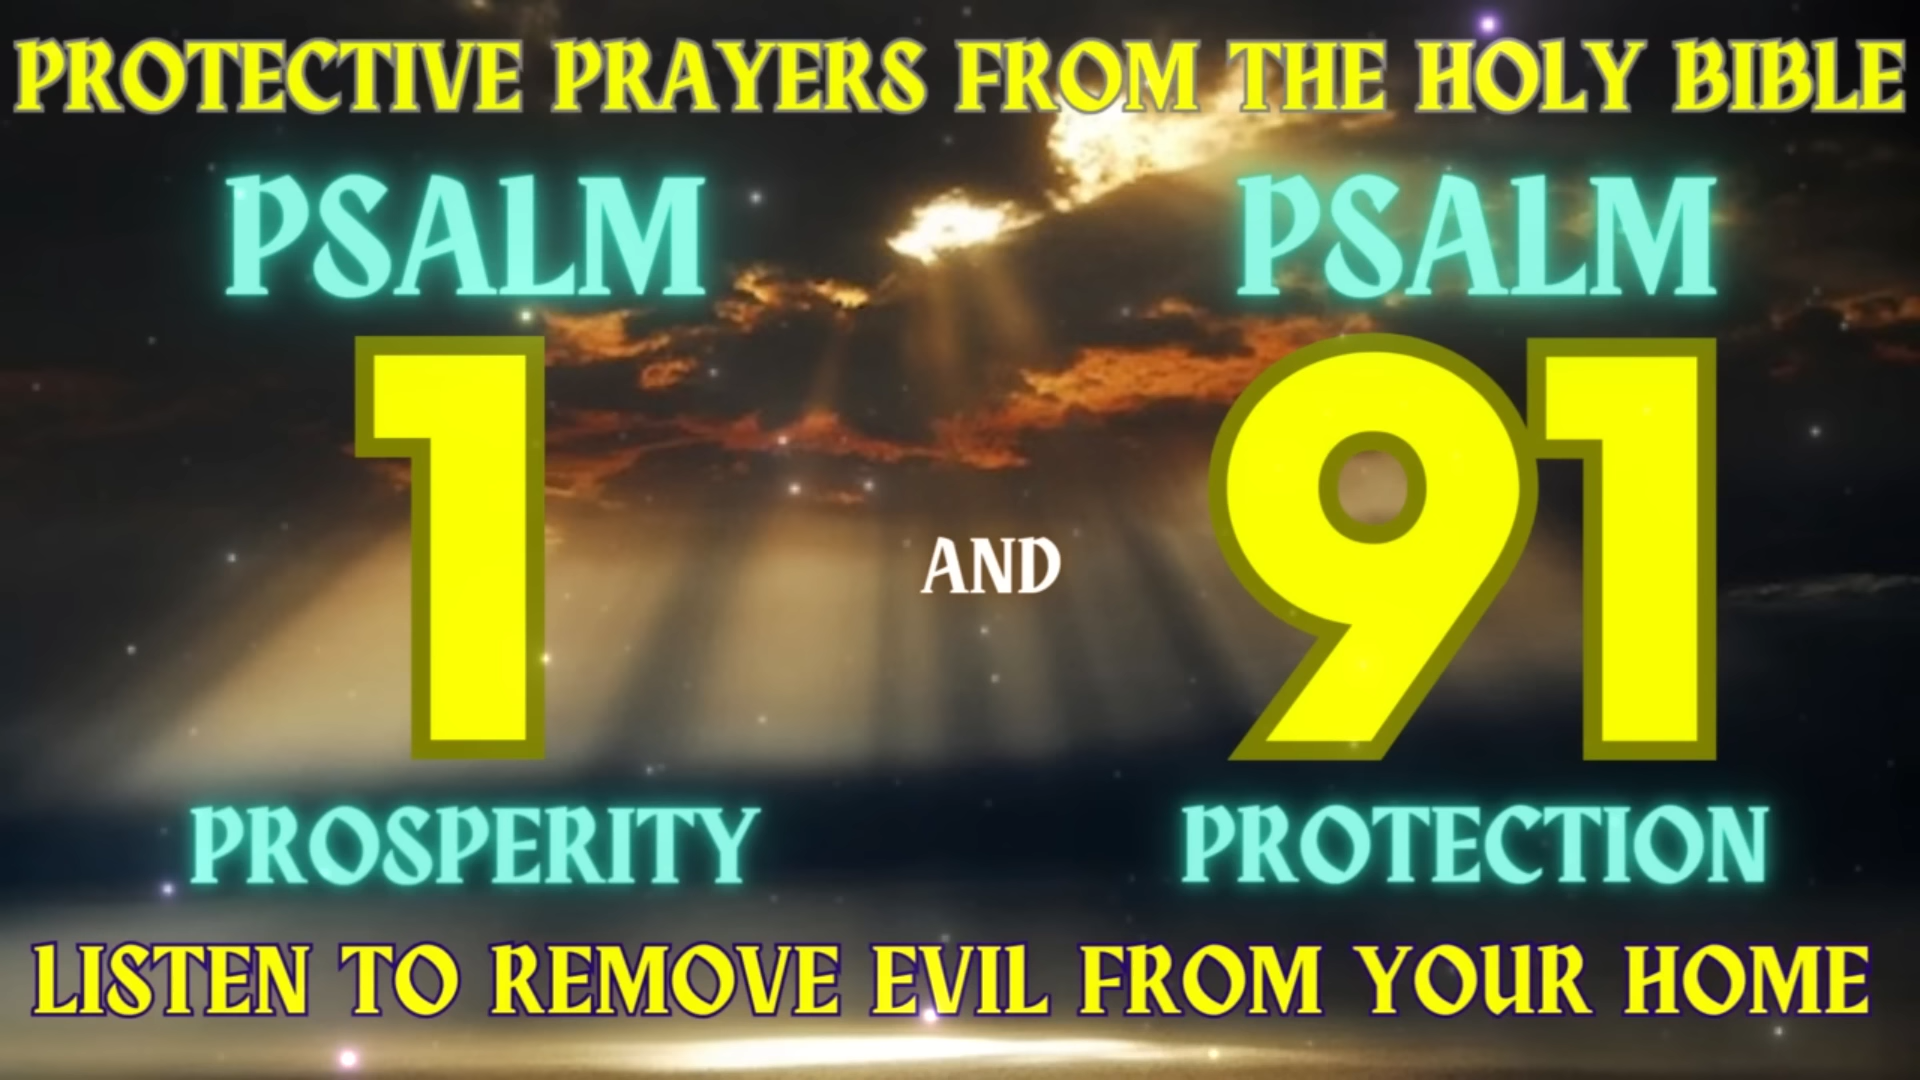 PROTECTIVE PRAYERS FROM THE HOLY BIBLE
PSALM
1
PROSPERITY
AND
PSALM
91
PROTECTION
LISTEN TO REMOVE EVIL FROM YOUR HOME